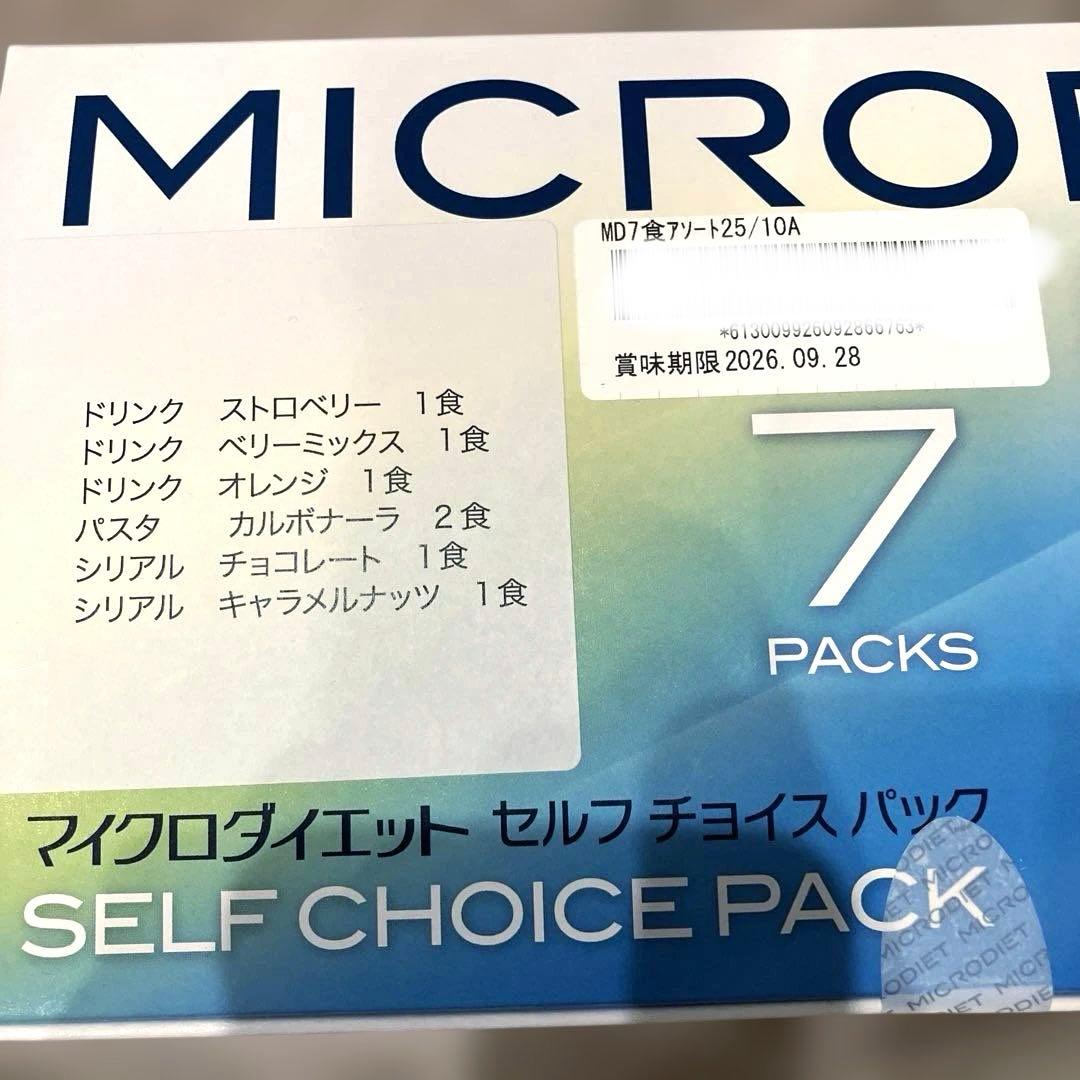 MICROD
MD7食ｱｿｰﾄ25/10A
*613009926092866763*
賞味期限2026.09.28
ドリンク ストロベリー 1食
ドリンク ベリーミックス 1食
ドリンク オレンジ 1食
パスタ カルボナーラ 2食
シリアル チョコレート 1食
シリアル キャラメルナッツ 1食
7
PACKS
マイクロダイエット セルフ チョイス パック
SELF CHOICE PACK
MICRODIET MICRODIET